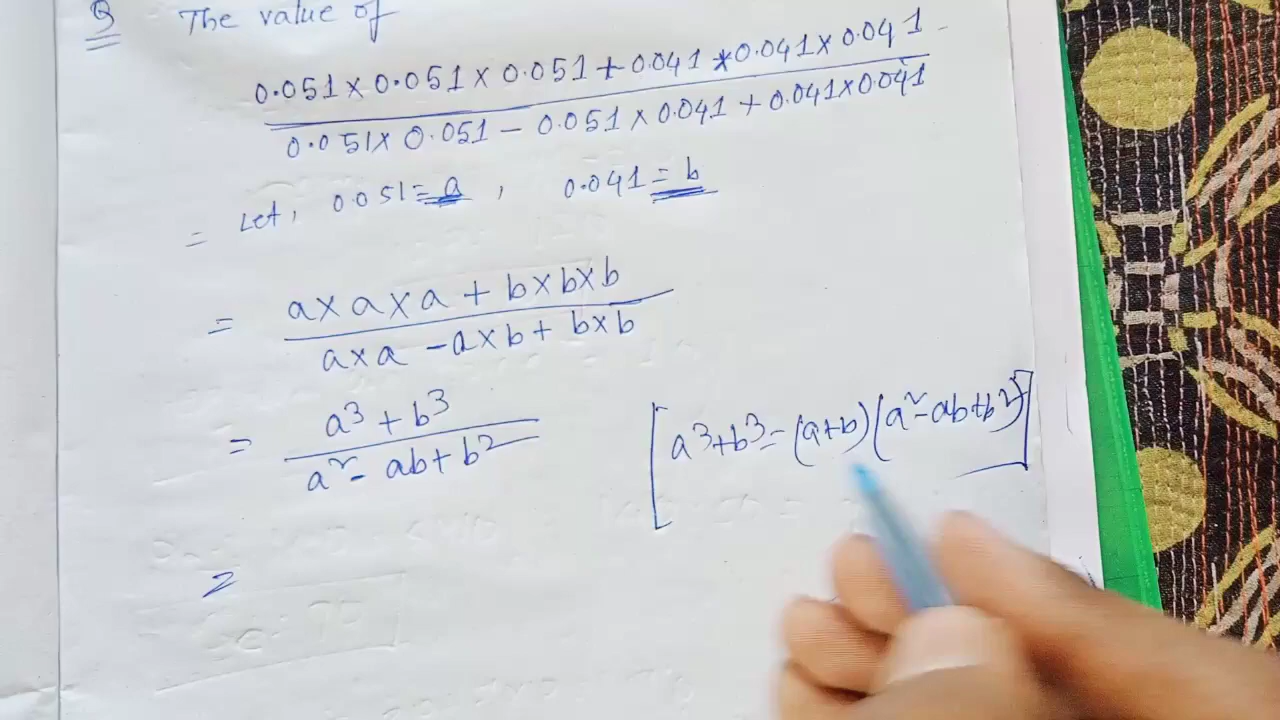 Q The value of
0.051 x 0.051 x 0.051 + 0.041 * 0.041 x 0.041
0.051 x 0.051 - 0.051 x 0.041 + 0.041 x 0.041
= Let, 0.051 = a , 0.041 = b
= a x a x a + b x b x b
a x a - a x b + b x b
= a³ + b³
a² - ab + b²
[a³+b³ = (a+b)(a²-ab+b²)]
=